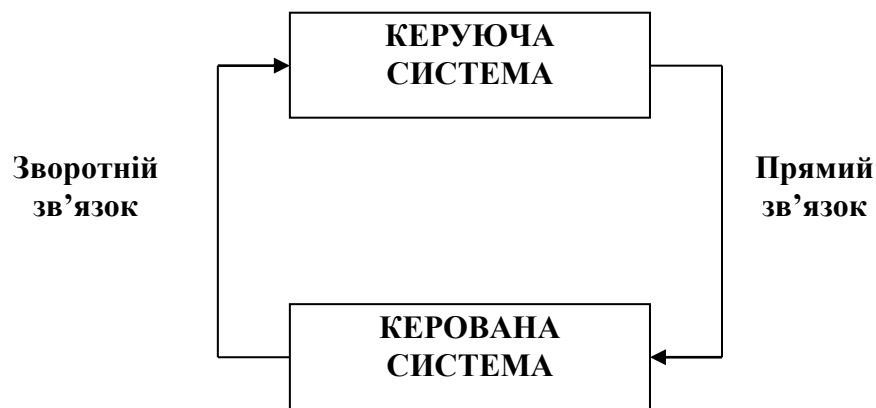 КЕРУЮЧА
СИСТЕМА
Зворотній
зв’язок
Прямий
зв’язок
КЕРОВАНА
СИСТЕМА